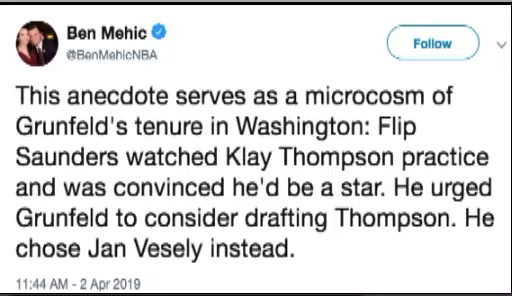 Ben Mehic
@BenMehicNBA
Follow
This anecdote serves as a microcosm of
Grunfeld's tenure in Washington: Flip
Saunders watched Klay Thompson practice
and was convinced he'd be a star. He urged
Grunfeld to consider drafting Thompson. He
chose Jan Vesely instead.
11:44 AM - 2 Apr 2019